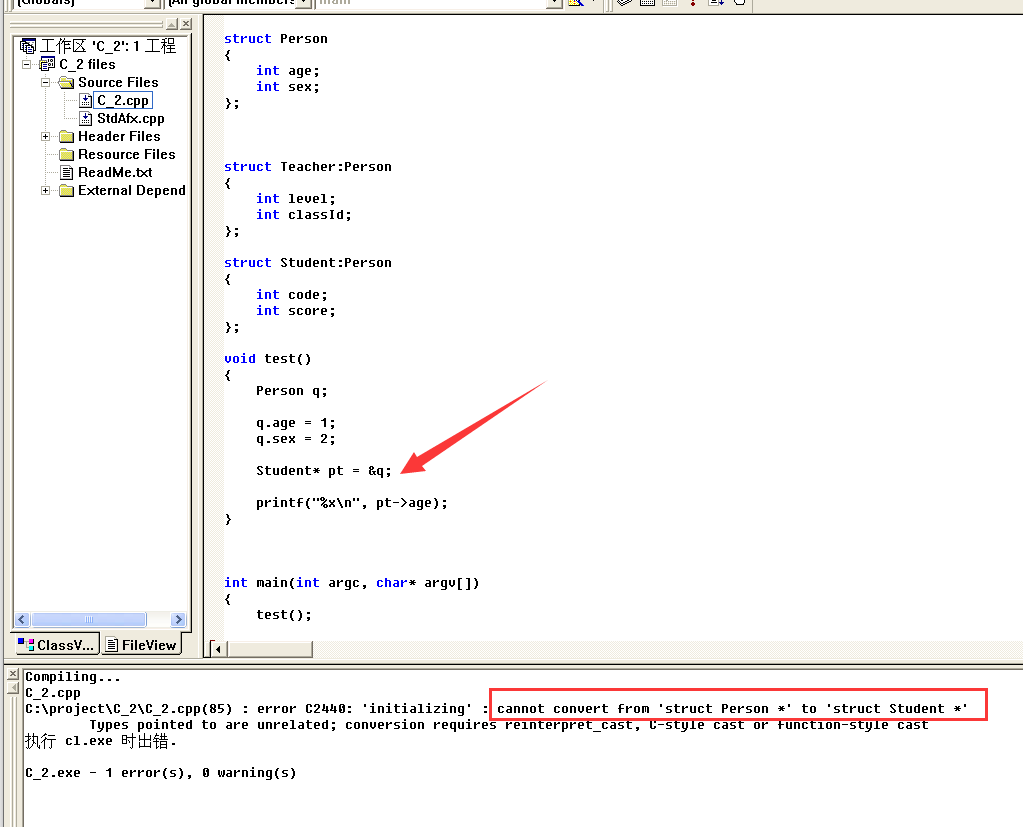 (Globals)
(All global members
main
工作区 'C_2': 1 工程
C_2 files
Source Files
C_2.cpp
StdAfx.cpp
Header Files
Resource Files
ReadMe.txt
External Depend
ClassV...
FileView
struct Person
{
    int age;
    int sex;
};
struct Teacher:Person
{
    int level;
    int classId;
};
struct Student:Person
{
    int code;
    int score;
};
void test()
{
    Person q;
    q.age = 1;
    q.sex = 2;
    Student* pt = &q;
    printf("%x\n", pt->age);
}
int main(int argc, char* argv[])
{
    test();
Compiling...
C_2.cpp
C:\project\C_2\C_2.cpp(85) : error C2440: 'initializing' : cannot convert from 'struct Person *' to 'struct Student *'
        Types pointed to are unrelated; conversion requires reinterpret_cast, C-style cast or function-style cast
执行 cl.exe 时出错.
C_2.exe - 1 error(s), 0 warning(s)